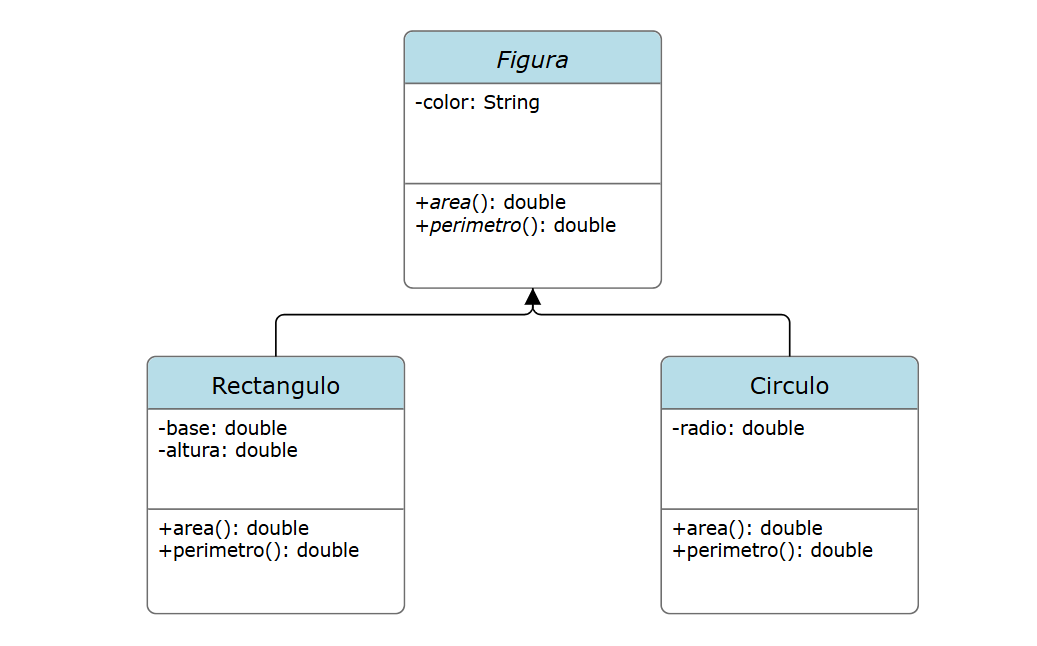 Figura
-color: String
+area(): double
+perimetro(): double
Rectangulo
-base: double
-altura: double
+area(): double
+perimetro(): double
Circulo
-radio: double
+area(): double
+perimetro(): double